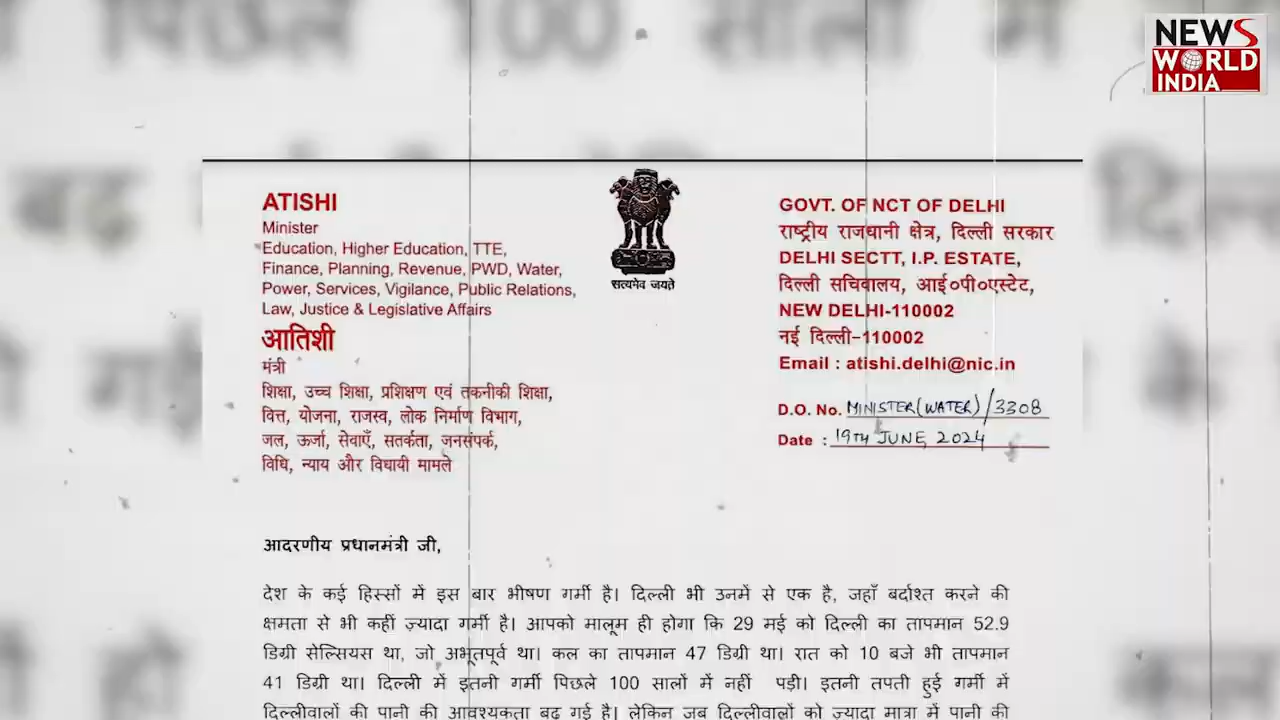 NEWS
WORLD
INDIA
ATISHI
Minister
Education, Higher Education, TTE,
Finance, Planning, Revenue, PWD, Water,
Power, Services, Vigilance, Public Relations,
Law, Justice & Legislative Affairs
आतिशी
मंत्री
शिक्षा, उच्च शिक्षा, प्रशिक्षण एवं तकनीकी शिक्षा,
वित्त, योजना, राजस्व, लोक निर्माण विभाग,
जल, ऊर्जा, सेवाएँ, सतर्कता, जनसंपर्क,
विधि, न्याय और विधायी मामले
सत्यमेव जयते
GOVT. OF NCT OF DELHI
राष्ट्रीय राजधानी क्षेत्र, दिल्ली सरकार
DELHI SECTT, I.P. ESTATE,
दिल्ली सचिवालय, आई०पी०एस्टेट,
NEW DELHI-110002
नई दिल्ली-110002
Email : atishi.delhi@nic.in
D.O. No. MINISTER(WATER)/3308
Date : 19TH JUNE, 2024
आदरणीय प्रधानमंत्री जी,
देश के कई हिस्सों में इस बार भीषण गर्मी है। दिल्ली भी उनमें से एक है, जहाँ बर्दाश्त करने की
क्षमता से भी कहीं ज़्यादा गर्मी है। आपको मालूम ही होगा कि 29 मई को दिल्ली का तापमान 52.9
डिग्री सेल्सियस था, जो अभूतपूर्व था। कल का तापमान 47 डिग्री था। रात को 10 बजे भी तापमान
41 डिग्री था। दिल्ली में इतनी गर्मी पिछले 100 सालों में नहीं पड़ी। इतनी तपती हुई गर्मी में
दिल्लीवालों की पानी की आवश्यकता बढ़ गई है। लेकिन जब दिल्लीवालों को ज़्यादा मात्रा में पानी की